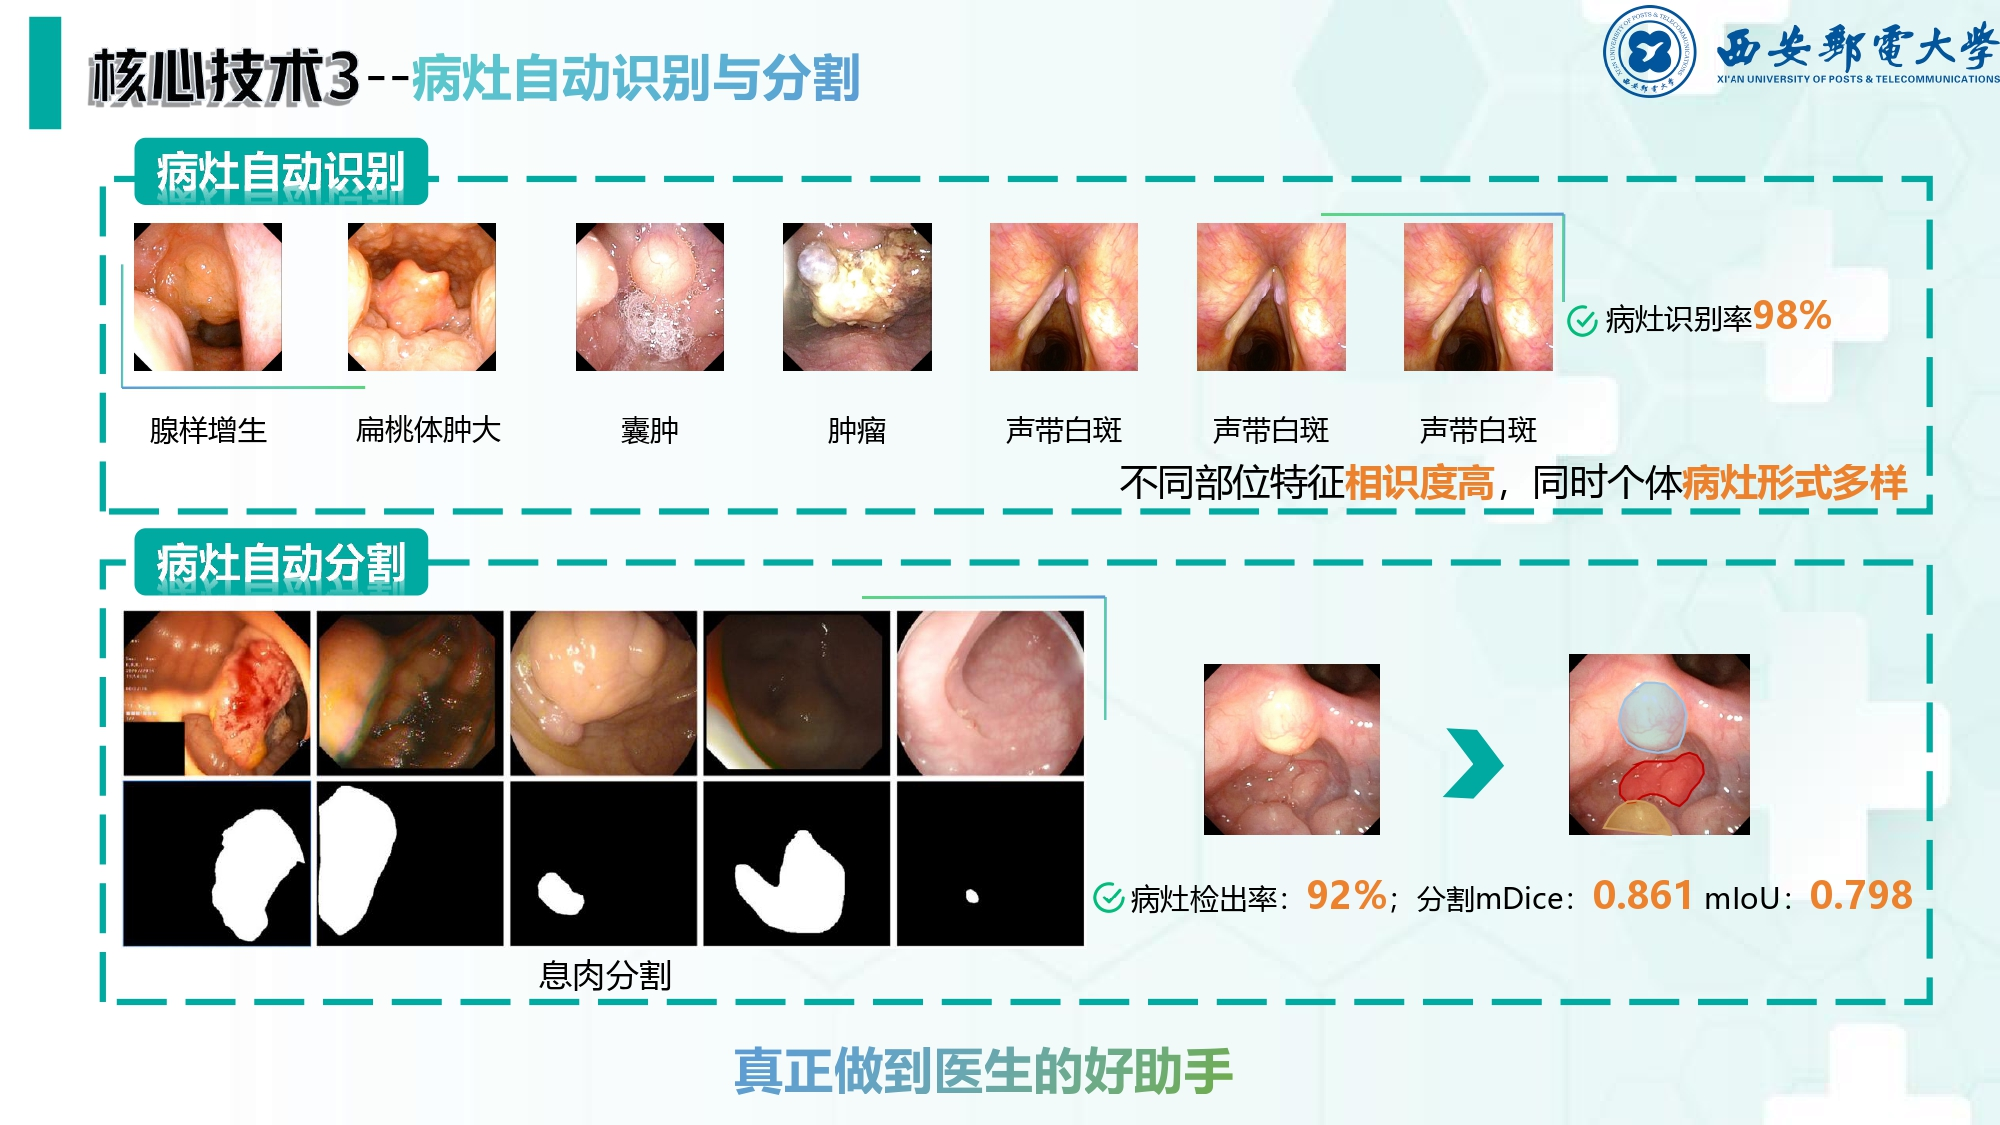 核心技术3--病灶自动识别与分割
西安郵電大学
XI'AN UNIVERSITY OF POSTS & TELECOMMUNICATIONS
病灶自动识别
病灶识别率98%
腺样增生
扁桃体肿大
囊肿
肿瘤
声带白斑
声带白斑
声带白斑
不同部位特征相识度高，同时个体病灶形式多样
病灶自动分割
病灶检出率：92%；分割mDice：0.861 mIoU：0.798
息肉分割
真正做到医生的好助手